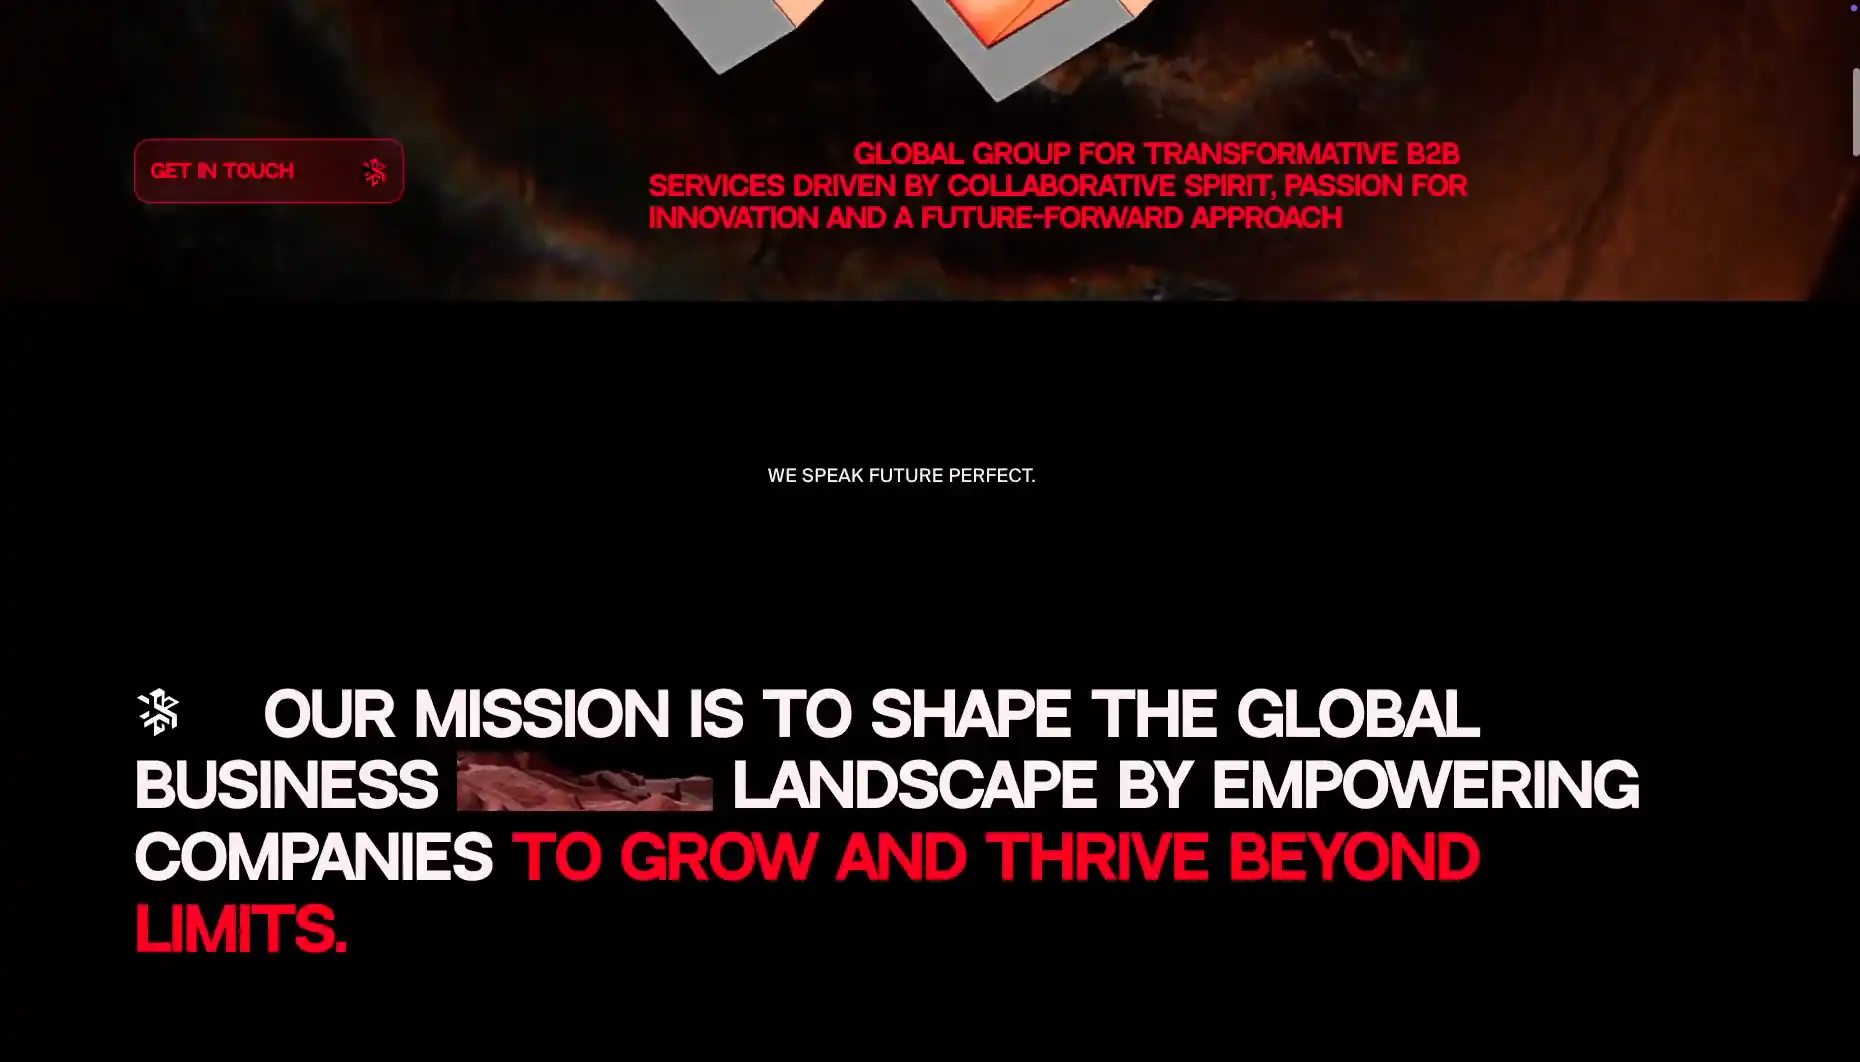 GET IN TOUCH
GLOBAL GROUP FOR TRANSFORMATIVE B2B
SERVICES DRIVEN BY COLLABORATIVE SPIRIT, PASSION FOR
INNOVATION AND A FUTURE-FORWARD APPROACH
WE SPEAK FUTURE PERFECT.
OUR MISSION IS TO SHAPE THE GLOBAL
BUSINESS LANDSCAPE BY EMPOWERING
COMPANIES TO GROW AND THRIVE BEYOND
LIMITS.